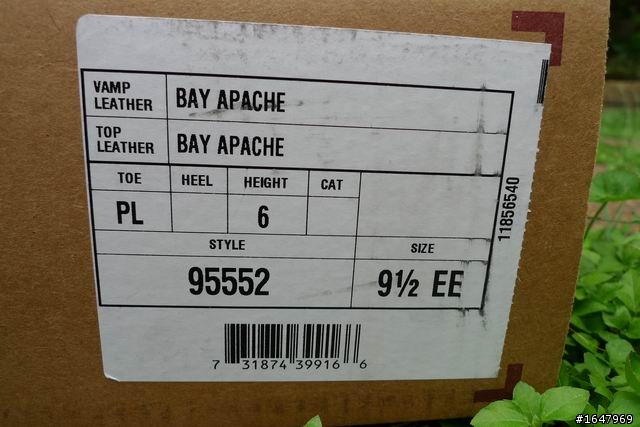 VAMP LEATHER BAY APACHE
TOP LEATHER BAY APACHE
TOE HEEL HEIGHT CAT
PL 6
STYLE SIZE
95552 9½ EE
11856540
7 31874 39916 6
#1647969